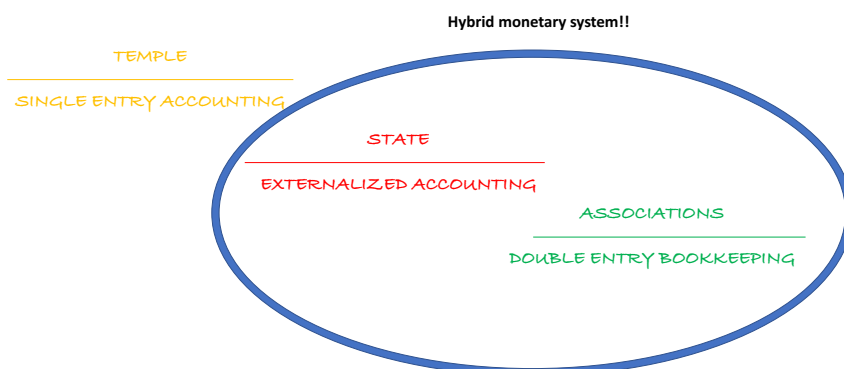 Hybrid monetary system!!
TEMPLE
SINGLE ENTRY ACCOUNTING
STATE
EXTERNALIZED ACCOUNTING
ASSOCIATIONS
DOUBLE ENTRY BOOKKEEPING